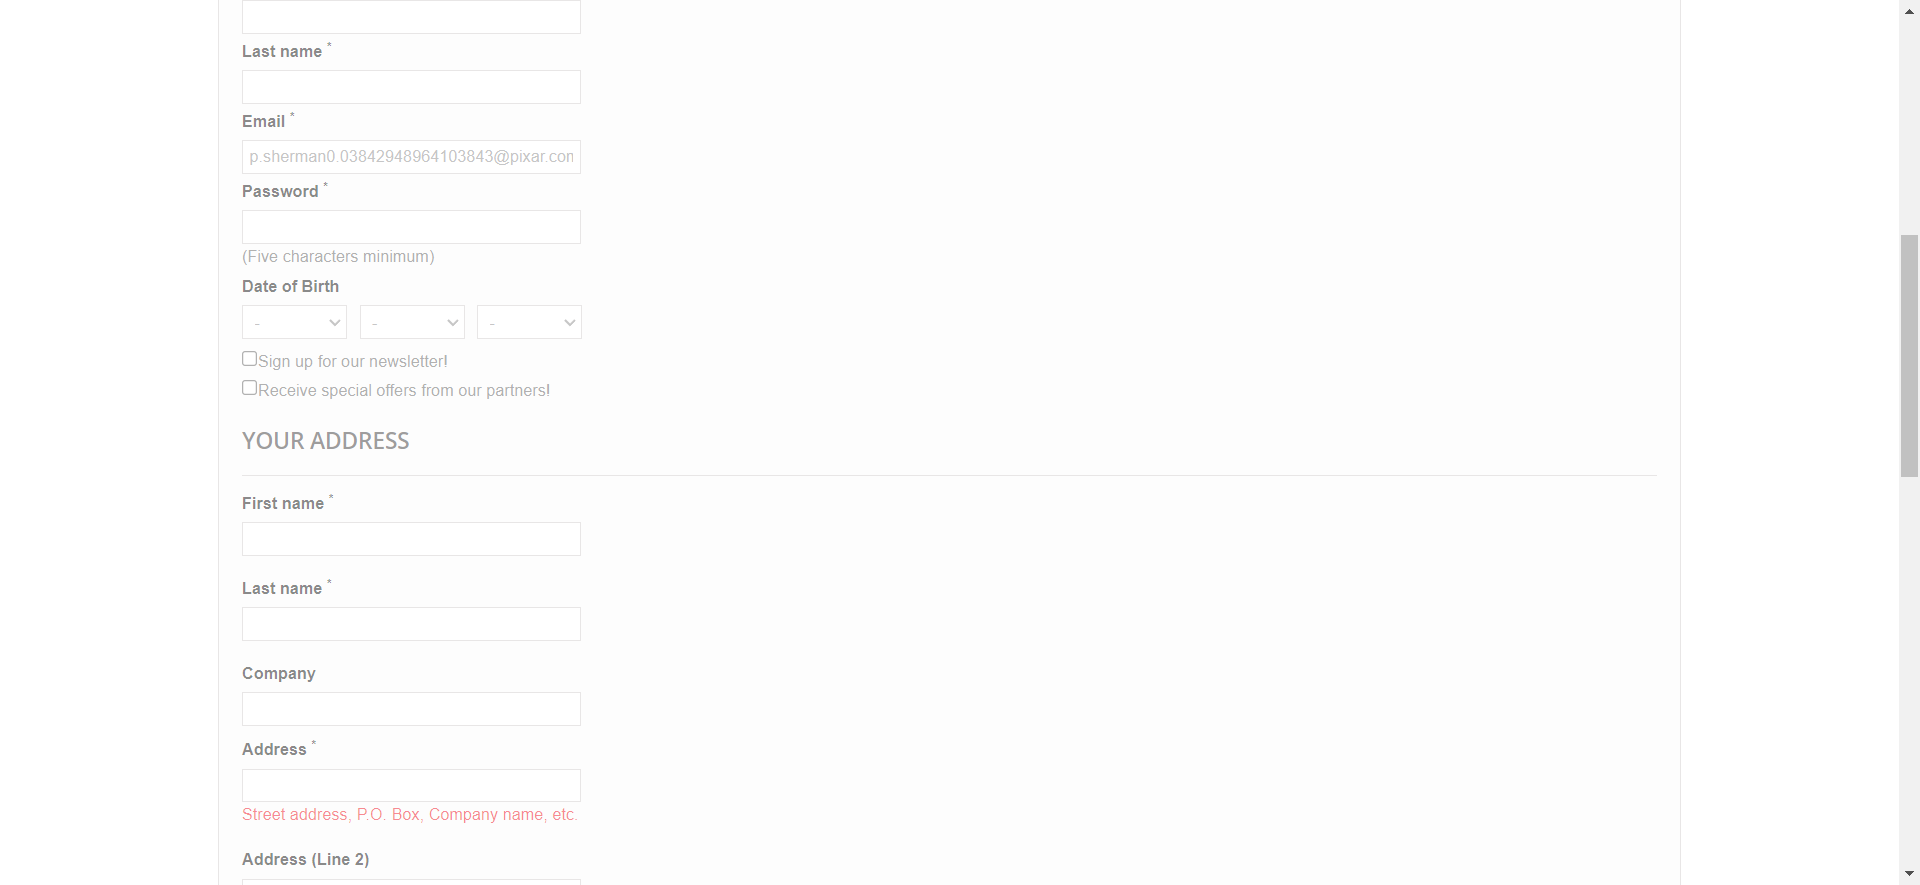 Last name *
Email *
p.sherman0.03842948964103843@pixar.com
Password *
(Five characters minimum)
Date of Birth
- - -
Sign up for our newsletter!
Receive special offers from our partners!
YOUR ADDRESS
First name *
Last name *
Company
Address *
Street address, P.O. Box, Company name, etc.
Address (Line 2)